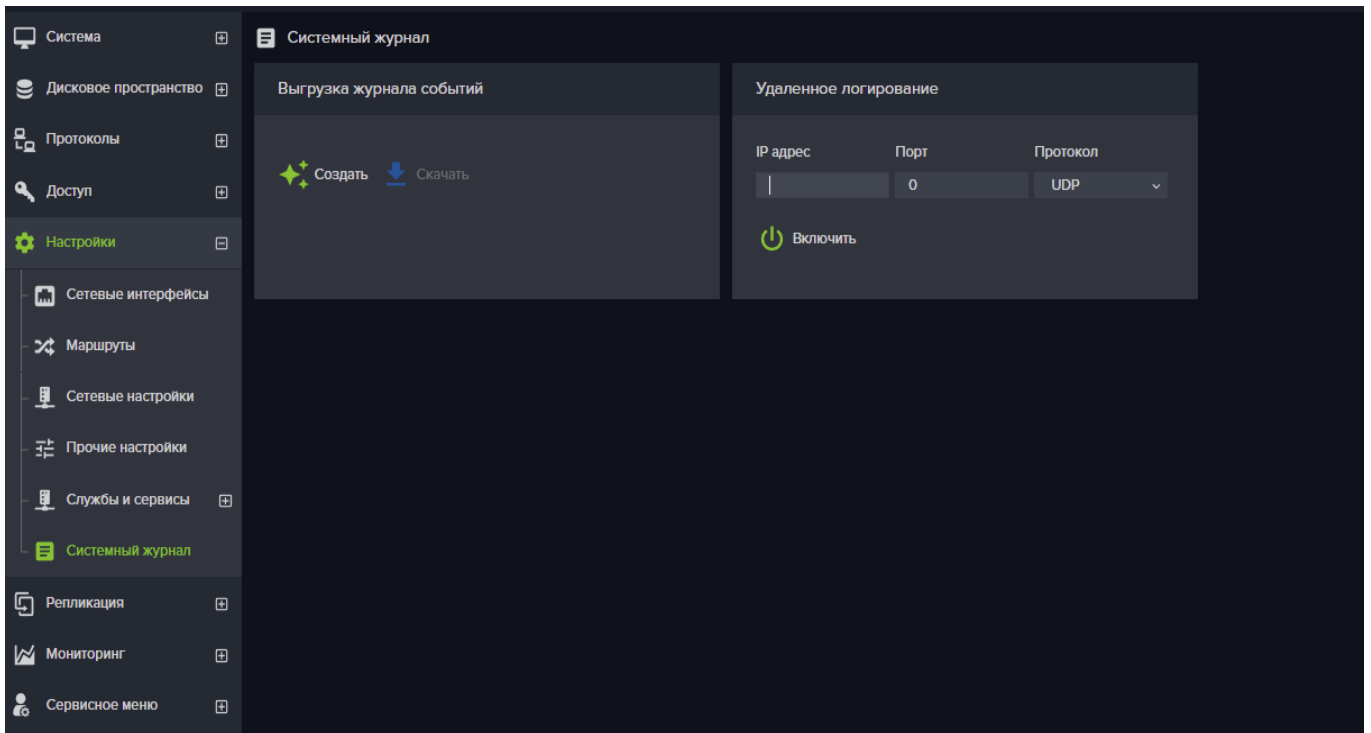 Система
Дисковое пространство
Протоколы
Доступ
Настройки
Сетевые интерфейсы
Маршруты
Сетевые настройки
Прочие настройки
Службы и сервисы
Системный журнал
Репликация
Мониторинг
Сервисное меню
Системный журнал
Выгрузка журнала событий
Создать Скачать
Удаленное логирование
IP адрес Порт Протокол
0 UDP
Включить